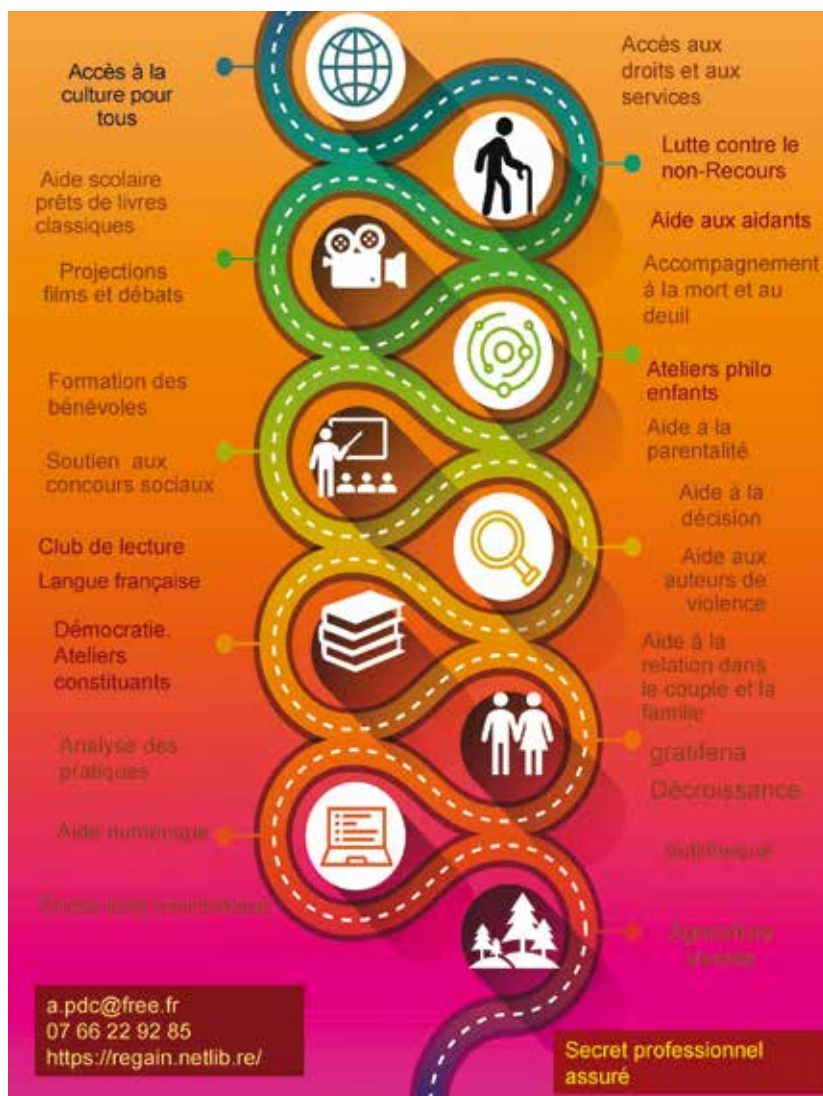 Accès à la
culture pour
tous
Aide scolaire
prêts de livres
classiques
Projections
films et débats
Formation des
bénévoles
Soutien aux
concours sociaux
Club de lecture
Langue française
Démocratie.
Ateliers
constituants
Analyse des
pratiques
Aide numérique
Accès aux
droits et aux
services
Lutte contre le
non-Recours
Aide aux aidants
Accompagnement
à la mort et au
deuil
Ateliers philo
enfants
Aide à la
parentalité
Aide à la
décision
Aide aux
auteurs de
violence
Aide à la
relation dans
le couple et la
famille
gratifena
Décroissance
Agriculture
a.pdc@free.fr
07 66 22 92 85
https://regain.netlib.re/
Secret professionnel
assuré